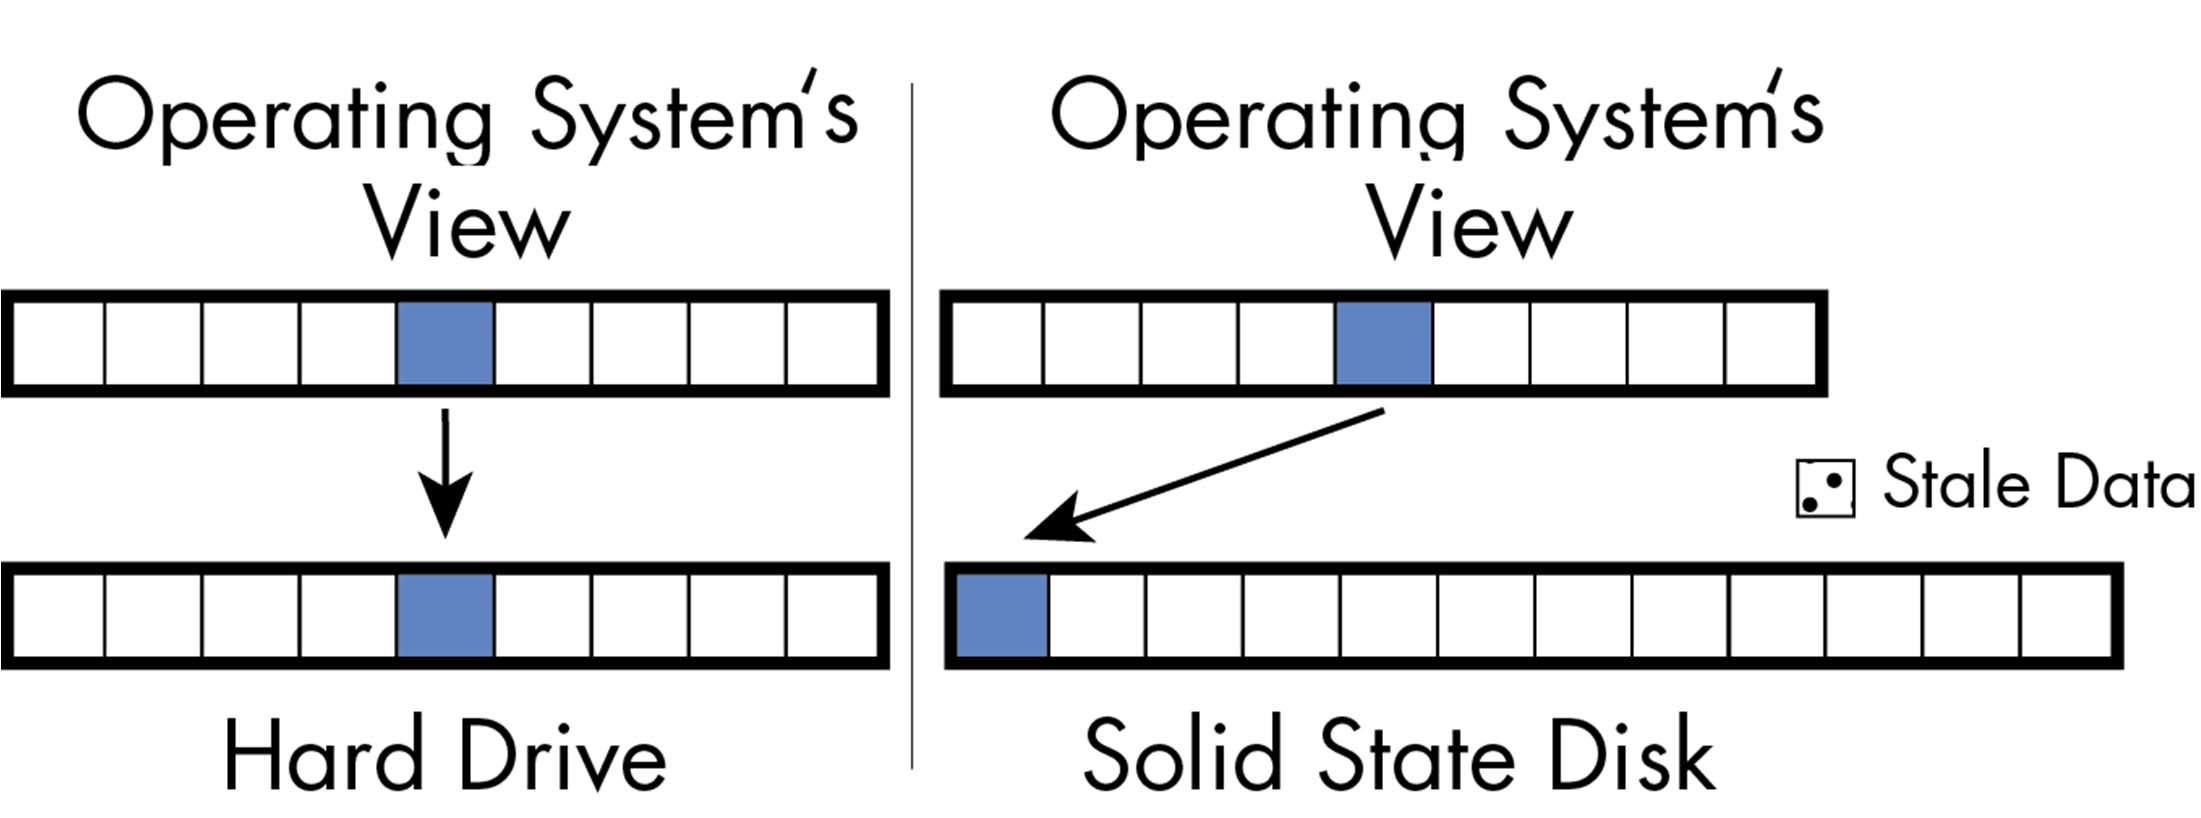 Operating System's
View
Hard Drive
Operating System's
View
Stale Data
Solid State Disk